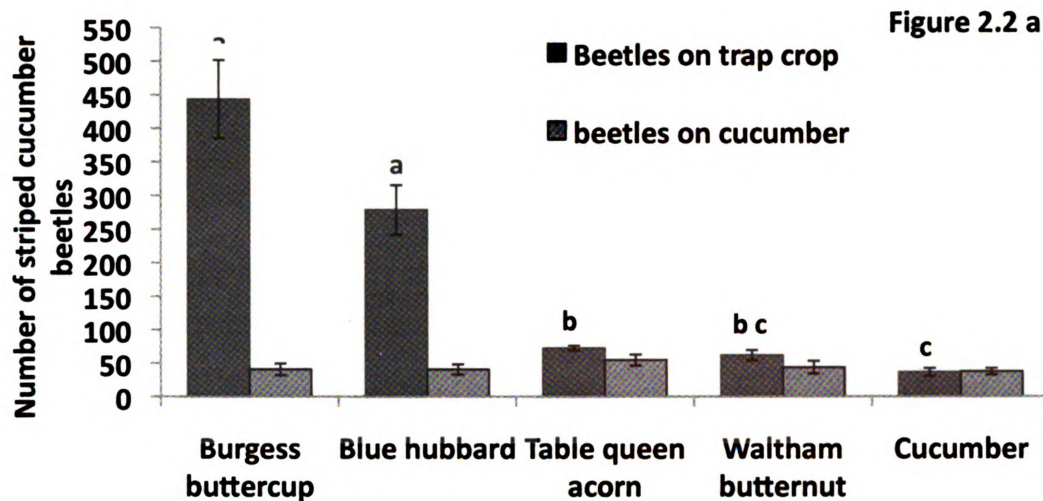 Figure 2.2 a
Number of striped cucumber
beetles
550
500
450
400
350
300
250
200
150
100
50
0
Beetles on trap crop
beetles on cucumber
a
b
b c
c
Burgess
buttercup
Blue hubbard
Table queen
acorn
Waltham
butternut
Cucumber